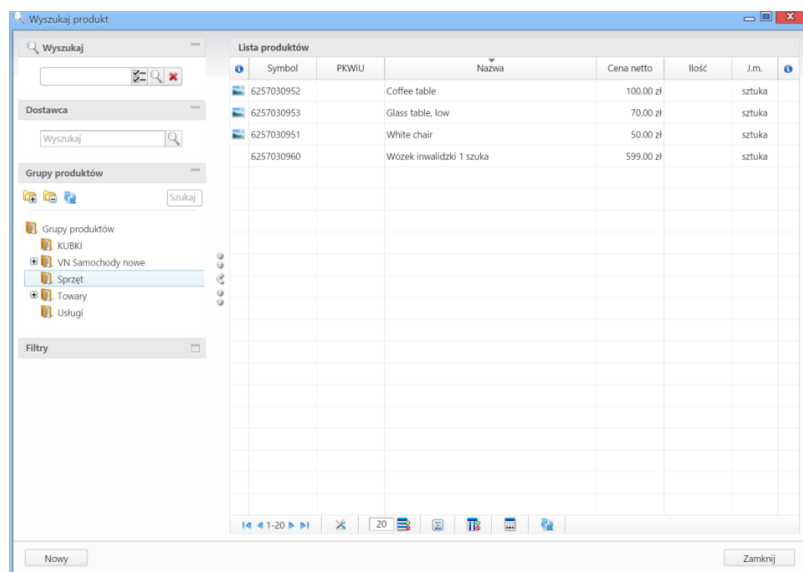 Wyszukaj produkt
Wyszukaj
Dostawca
Wyszukaj
Grupy produktów
Szukaj
Grupy produktów
KUBKI
VN Samochody nowe
Sprzęt
Towary
Usługi
Filtry
Lista produktów
Symbol PKWiU Nazwa Cena netto Ilość J.m.
6257030952 Coffee table 100.00 zł sztuka
6257030953 Glass table, low 70.00 zł sztuka
6257030951 White chair 50.00 zł sztuka
6257030960 Wózek inwalidzki 1 szuka 599.00 zł sztuka
1-20 20
Nowy Zamknij